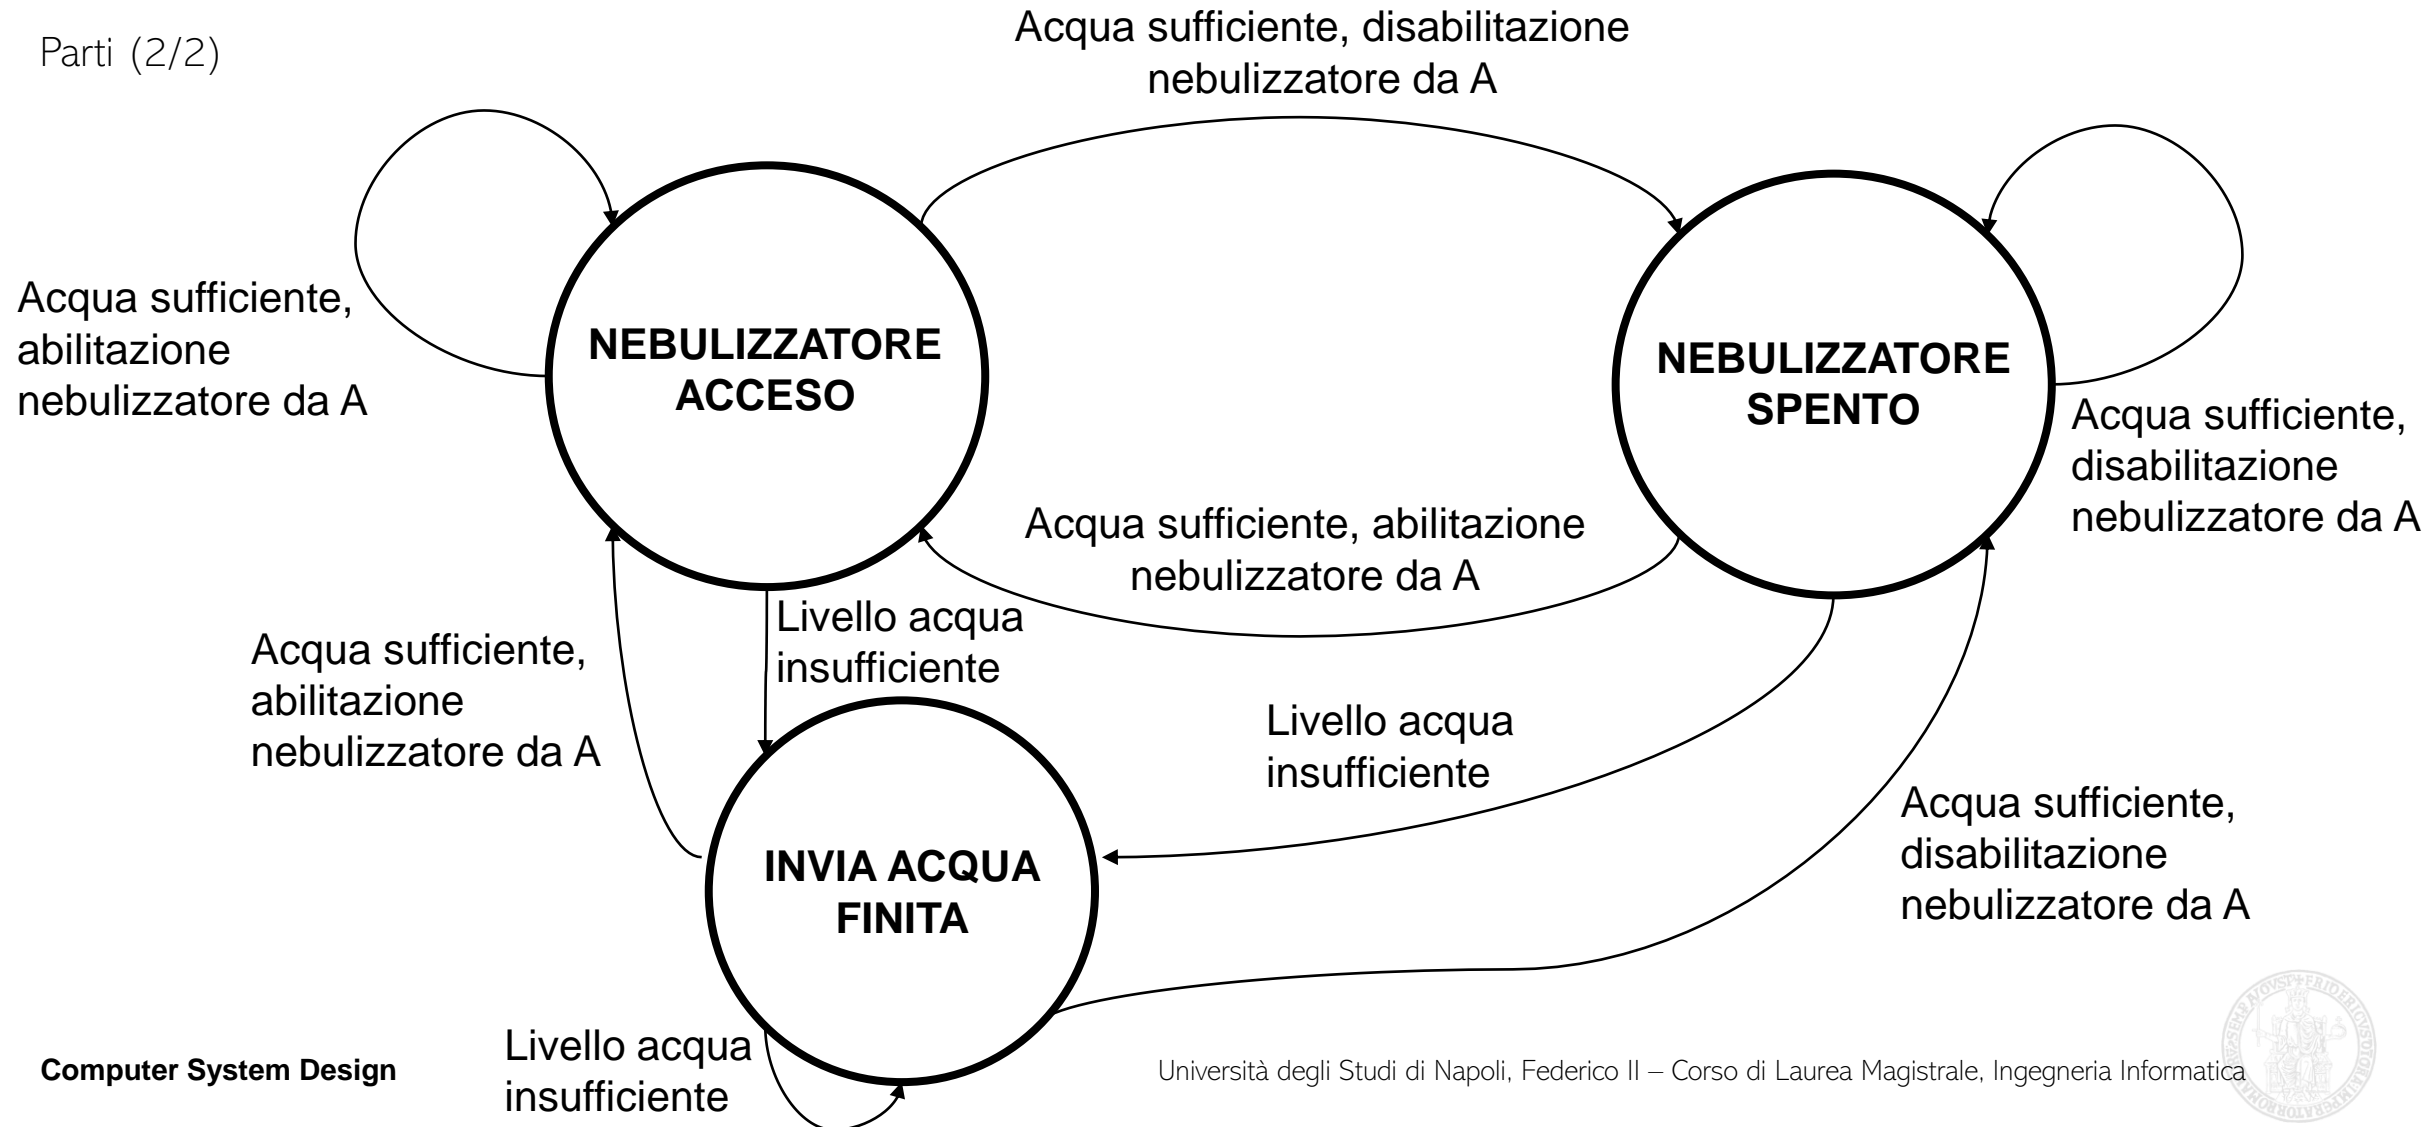 Parti (2/2)
Acqua sufficiente, disabilitazione
nebulizzatore da A
Acqua sufficiente,
abilitazione
nebulizzatore da A
NEBULIZZATORE
ACCESO
NEBULIZZATORE
SPENTO
Acqua sufficiente,
disabilitazione
nebulizzatore da A
Acqua sufficiente, abilitazione
nebulizzatore da A
Livello acqua
insufficiente
Acqua sufficiente,
abilitazione
nebulizzatore da A
Livello acqua
insufficiente
Acqua sufficiente,
disabilitazione
nebulizzatore da A
INVIA ACQUA
FINITA
Livello acqua
insufficiente
Computer System Design
Università degli Studi di Napoli, Federico II – Corso di Laurea Magistrale, Ingegneria Informatica